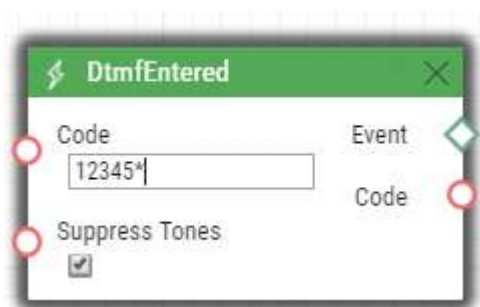 DtmfEntered
Code
Event
12345*
Code
Suppress Tones